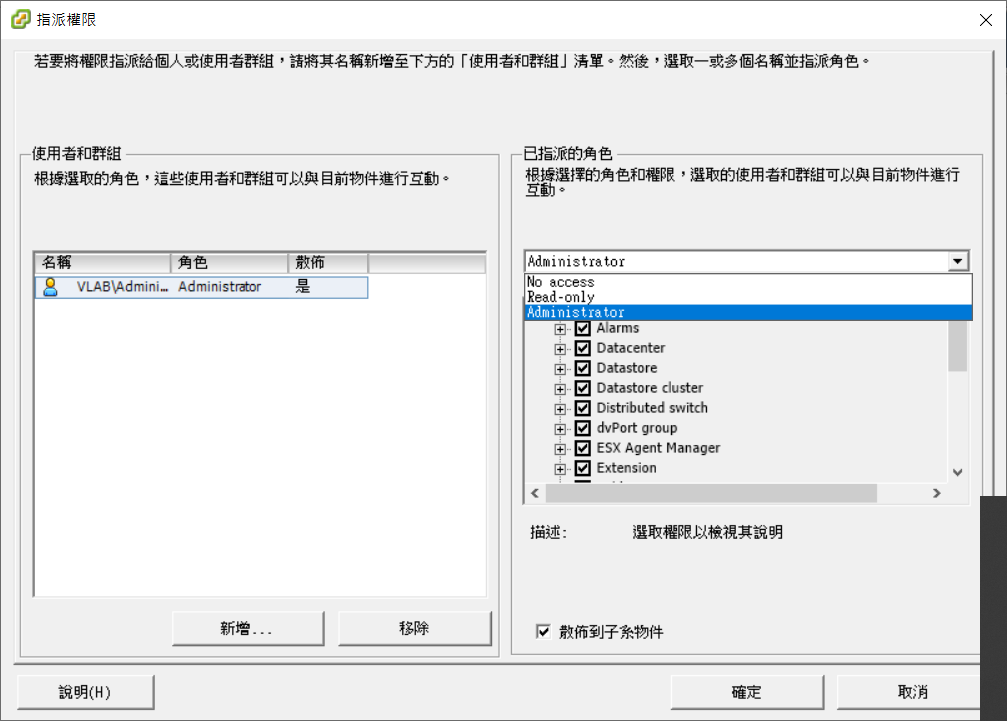 指派權限
若要將權限指派給個人或使用者群組，請將其名稱新增至下方的「使用者和群組」清單。然後，選取一或多個名稱並指派角色。
使用者和群組
根據選取的角色，這些使用者和群組可以與目前物件進行互動。
名稱 角色 散佈
VLAB\Admini... Administrator 是
新增...
移除
已指派的角色
根據選擇的角色和權限，選取的使用者和群組可以與目前物件進行
互動。
Administrator
No access
Read-only
Administrator
Alarms
Datacenter
Datastore
Datastore cluster
Distributed switch
dvPort group
ESX Agent Manager
Extension
描述: 選取權限以檢視其說明
散佈到子系物件
說明(H)
確定
取消